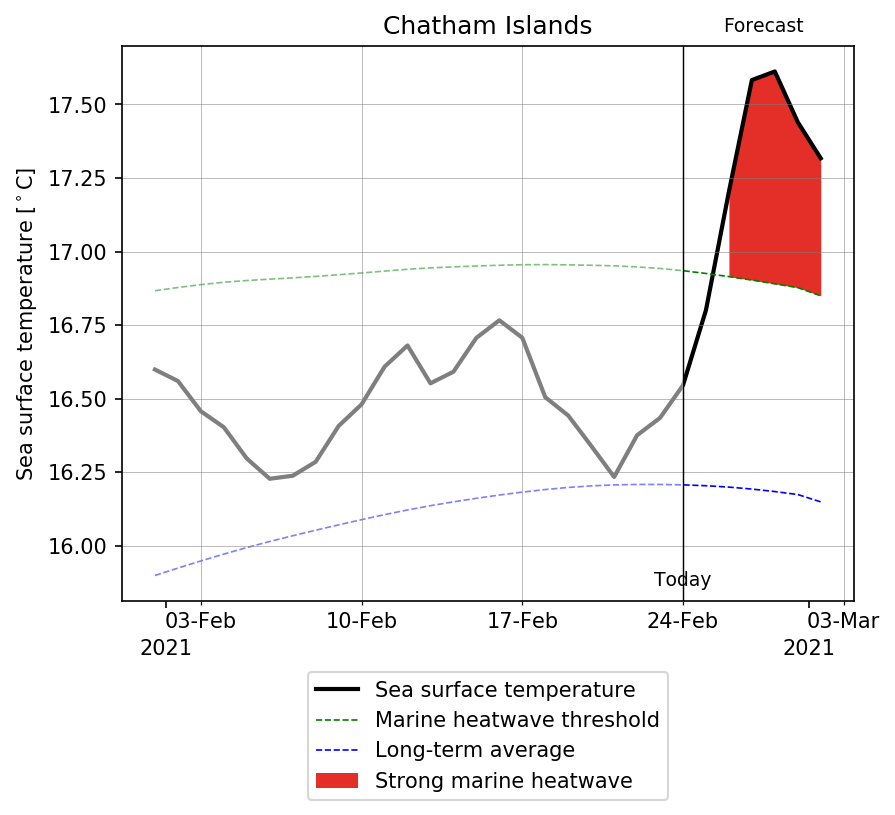 Chatham Islands
Forecast
Sea surface temperature [°C]
17.50
17.25
17.00
16.75
16.50
16.25
16.00
Today
03-Feb 10-Feb 17-Feb 24-Feb 03-Mar
2021 2021
Sea surface temperature
Marine heatwave threshold
Long-term average
Strong marine heatwave